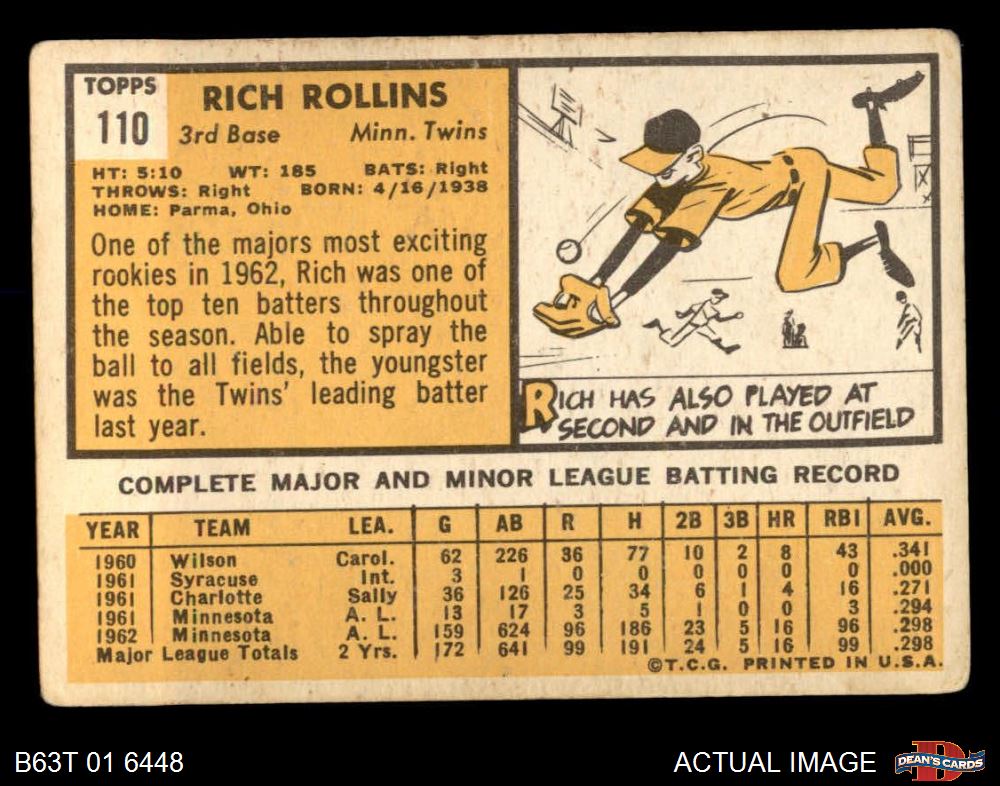 TOPPS
110
RICH ROLLINS
3rd Base Minn. Twins
HT: 5:10 WT: 185 BATS: Right
THROWS: Right BORN: 4/16/1938
HOME: Parma, Ohio
One of the majors most exciting
rookies in 1962, Rich was one of
the top ten batters throughout
the season. Able to spray the
ball to all fields, the youngster
was the Twins' leading batter
last year.
RICH HAS ALSO PLAYED AT
SECOND AND IN THE OUTFIELD
COMPLETE MAJOR AND MINOR LEAGUE BATTING RECORD
YEAR TEAM LEA. G AB R H 2B 3B HR RBI AVG.
1960 Wilson Carol. 62 226 36 77 10 2 8 43 .341
1961 Syracuse Int. 3 1 0 0 0 0 0 0 .000
1961 Charlotte Sally 36 126 25 34 6 1 4 16 .271
1961 Minnesota A. L. 13 17 3 5 1 0 0 3 .294
1962 Minnesota A. L. 159 624 96 186 23 5 16 96 .298
Major League Totals 2 Yrs. 172 641 99 191 24 5 16 99 .298
©T.C.G. PRINTED IN U.S.A.
B63T 01 6448 ACTUAL IMAGE
DEAN'S CARDS